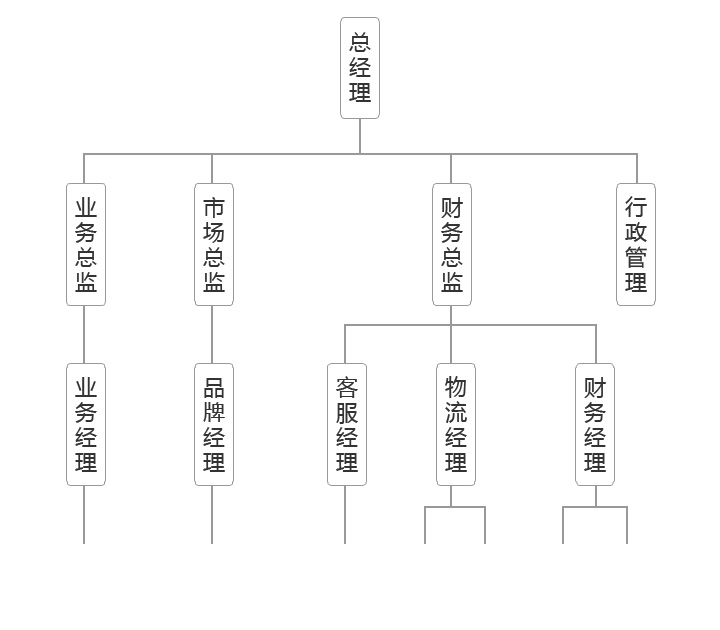 总经理
业务总监
市场总监
财务总监
行政管理
业务经理
品牌经理
客服经理
物流经理
财务经理